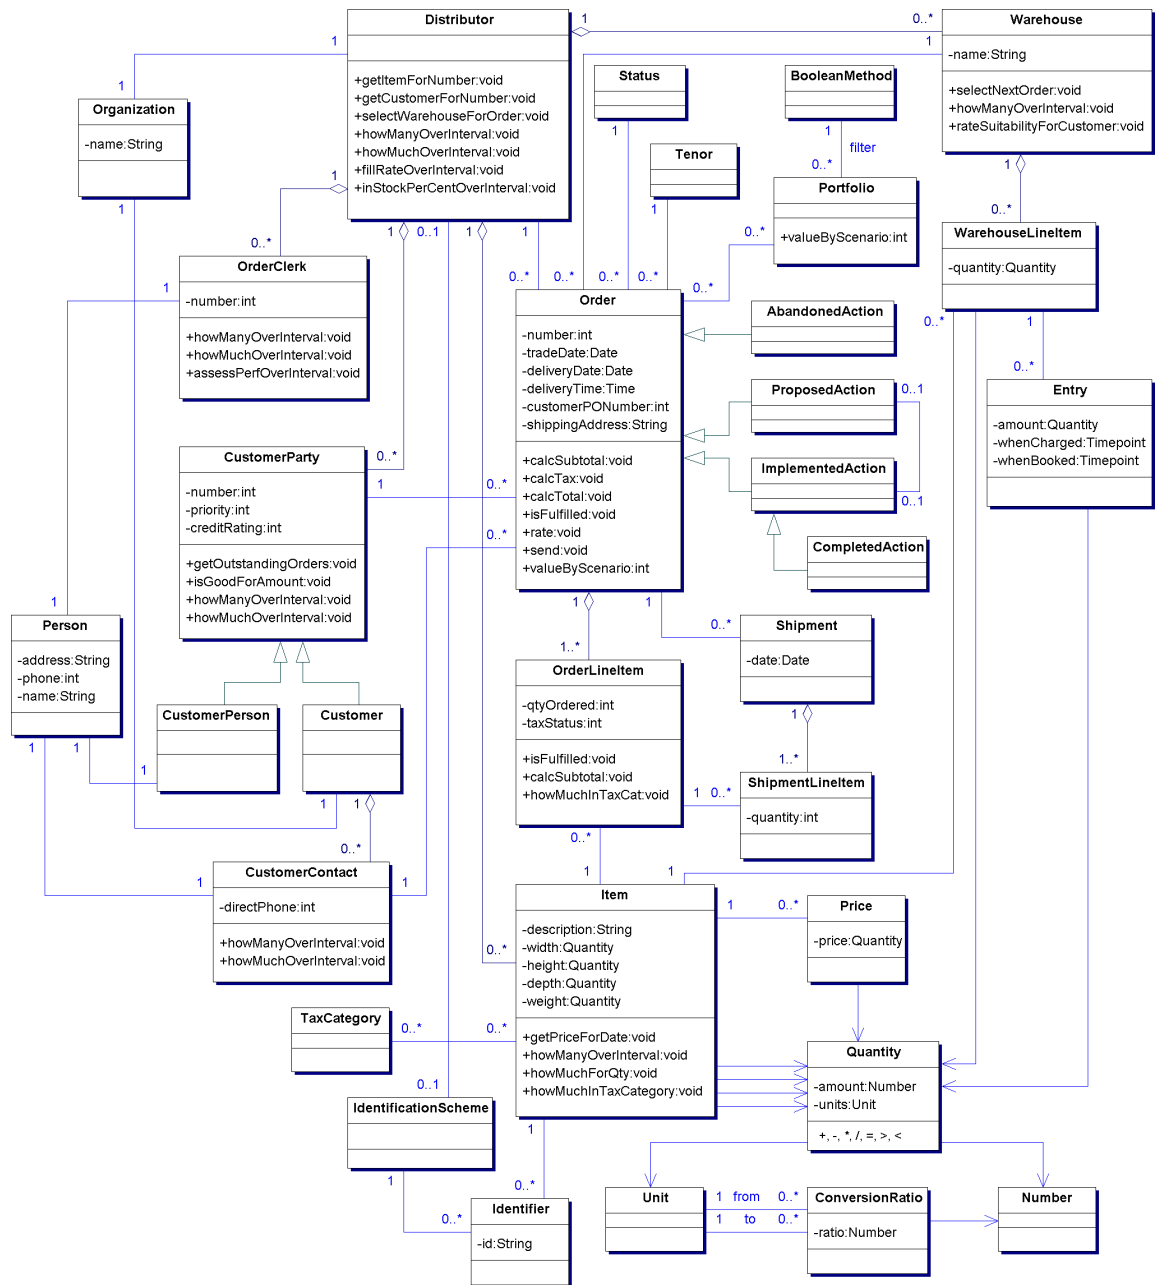 Distributor
+getItemForNumber:void
+getCustomerForNumber:void
+selectWarehouseForOrder:void
+howManyOverInterval:void
+howMuchOverInterval:void
+fillRateOverInterval:void
+inStockPerCentOverInterval:void
1
0..*
Warehouse
-name:String
+selectNextOrder:void
+howManyOverInterval:void
+rateSuitabilityForCustomer:void
1
1
1
Organization
-name:String
1
Status
1
BooleanMethod
1
filter
0..*
Tenor
1
Portfolio
+valueByScenario:int
0..*
0..*
1
0..*
WarehouseLineItem
-quantity:Quantity
0..*
1
0..*
1
0..*
OrderClerk
-number:int
+howManyOverInterval:void
+howMuchOverInterval:void
+assessPerfOverInterval:void
1
1
0..1
1
1
0..*
0..*
0..*
0..*
Order
-number:int
-tradeDate:Date
-deliveryDate:Date
-deliveryTime:Time
-customerPONumber:int
-shippingAddress:String
+calcSubtotal:void
+calcTax:void
+calcTotal:void
+isFulfilled:void
+rate:void
+send:void
+valueByScenario:int
AbandonedAction
ProposedAction
0..1
ImplementedAction
0..1
CompletedAction
Entry
-amount:Quantity
-whenCharged:Timepoint
-whenBooked:Timepoint
0..*
CustomerParty
-number:int
-priority:int
-creditRating:int
+getOutstandingOrders:void
+isGoodForAmount:void
+howManyOverInterval:void
+howMuchOverInterval:void
1
0..*
0..*
1
Person
-address:String
-phone:int
-name:String
1
1
1
CustomerPerson
Customer
1
1
0..*
1
1..*
1
0..*
Shipment
-date:Date
1
1..*
OrderLineItem
-qtyOrdered:int
-taxStatus:int
+isFulfilled:void
+calcSubtotal:void
+howMuchInTaxCat:void
1
0..*
ShipmentLineItem
-quantity:int
0..*
1
1
CustomerContact
-directPhone:int
+howManyOverInterval:void
+howMuchOverInterval:void
1
1
Item
-description:String
-width:Quantity
-height:Quantity
-depth:Quantity
-weight:Quantity
+getPriceForDate:void
+howManyOverInterval:void
+howMuchForQty:void
+howMuchInTaxCategory:void
0..*
1
0..*
Price
-price:Quantity
TaxCategory
0..*
0..*
Quantity
-amount:Number
-units:Unit
+, -, *, /, =, >, <
0..1
IdentificationScheme
1
0..*
1
0..*
Identifier
-id:String
Unit
1
from
0..*
1
to
0..*
ConversionRatio
-ratio:Number
Number